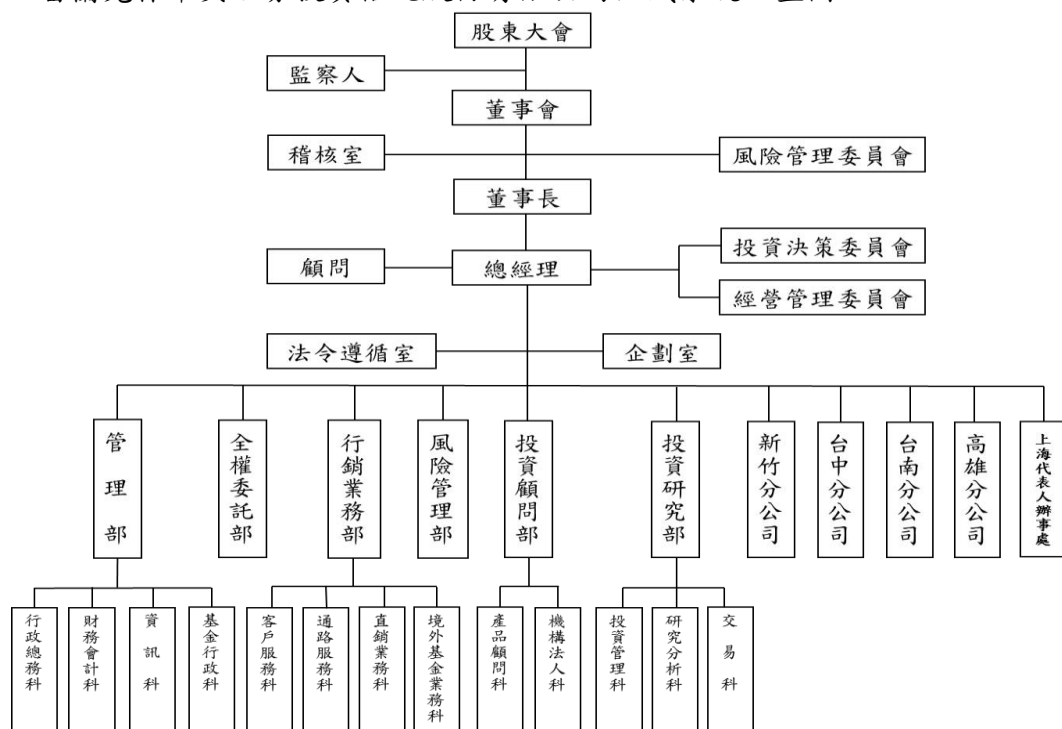 股東大會
監察人
董事會
稽核室
風險管理委員會
董事長
投資決策委員會
顧問
總經理
經營管理委員會
法令遵循室
企劃室
管理部
全權委託部
行銷業務部
風險管理部
投資顧問部
投資研究部
新竹分公司
台中分公司
台南分公司
高雄分公司
上海代表人辦事處
行政總務科
財務會計科
資訊科
基金行政科
客戶服務科
通路服務科
直銷業務科
境外基金業務科
產品顧問科
機構法人科
投資管理科
研究分析科
交易科